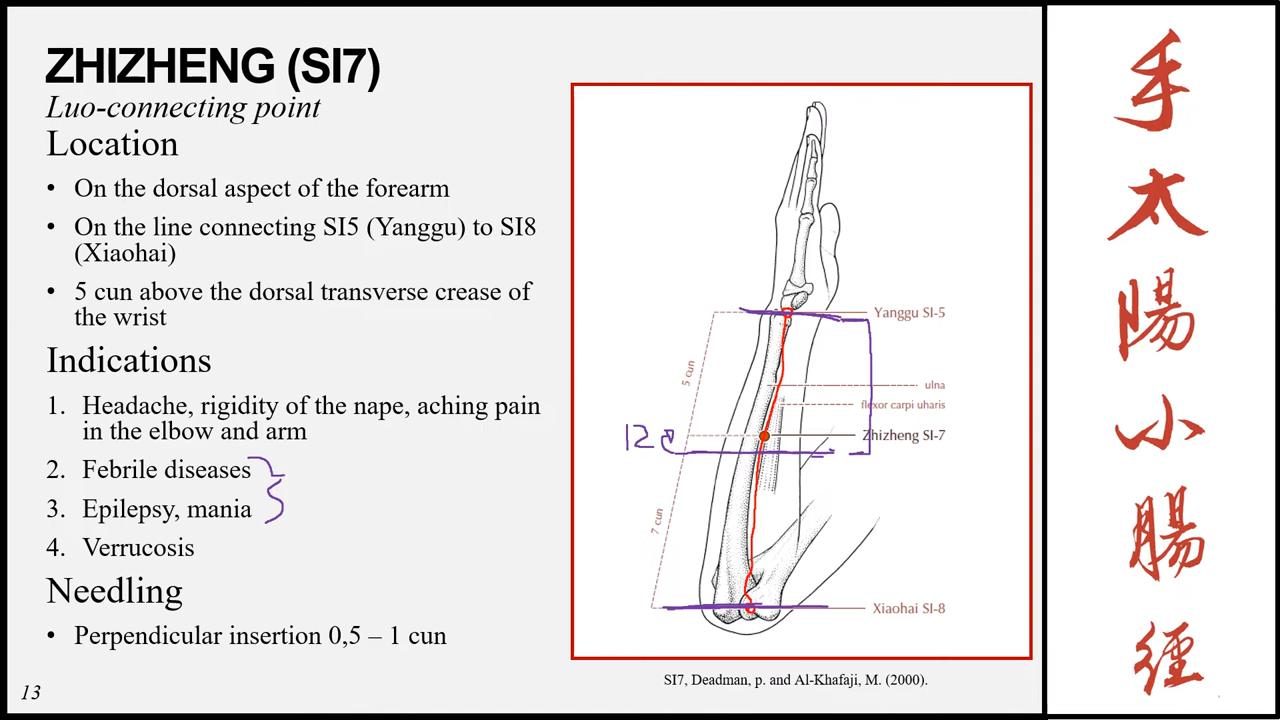 ZHIZHENG (SI7)
Luo-connecting point
Location
• On the dorsal aspect of the forearm
• On the line connecting SI5 (Yanggu) to SI8
(Xiaohai)
• 5 cun above the dorsal transverse crease of
the wrist
Indications
1. Headache, rigidity of the nape, aching pain
in the elbow and arm
2. Febrile diseases
3. Epilepsy, mania
4. Verrucosis
Needling
• Perpendicular insertion 0,5 – 1 cun
13
Yanggu SI-5
5 cun
ulna
flexor carpi ulnaris
Zhizheng SI-7
12
7 cun
Xiaohai SI-8
SI7, Deadman, p. and Al-Khafaji, M. (2000).
手
太
陽
小
腸
經